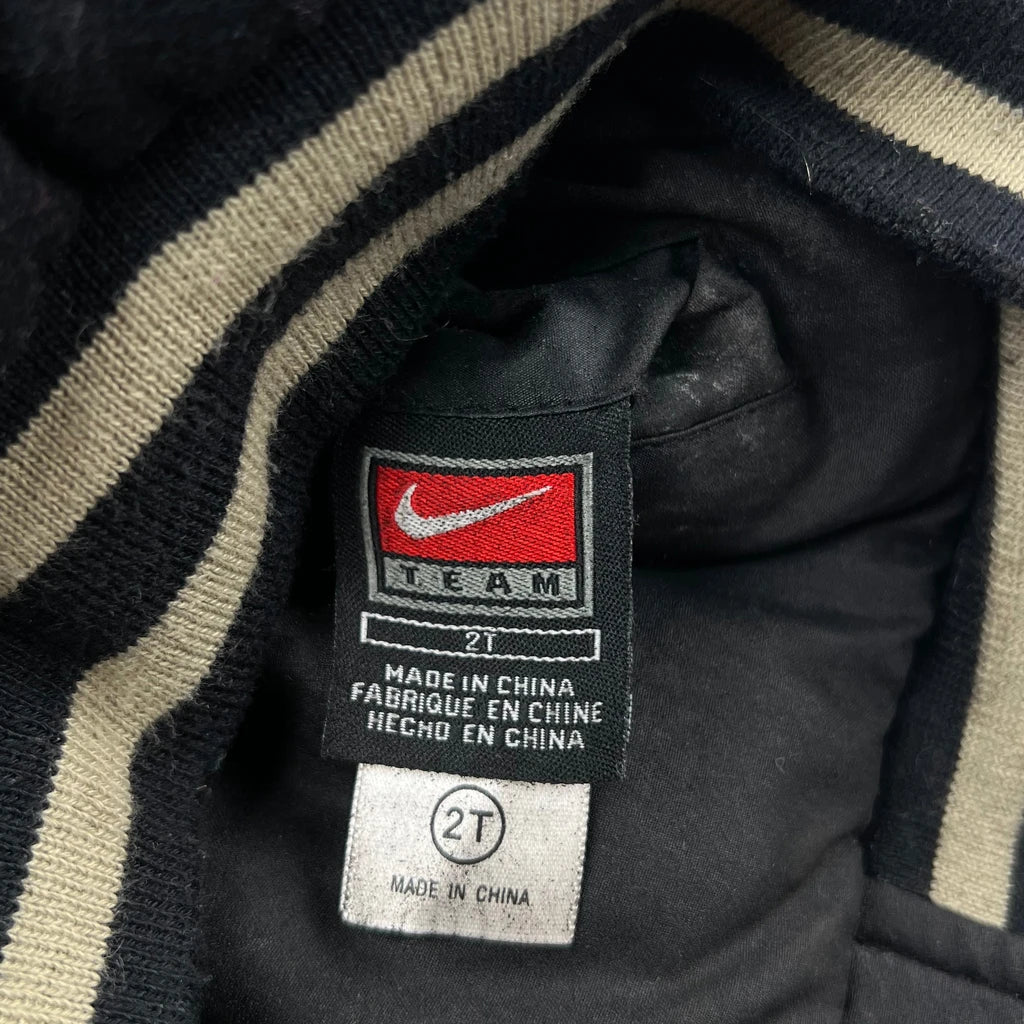 TEAM
2T
MADE IN CHINA
FABRIQUE EN CHINE
HECHO EN CHINA
2T
MADE IN CHINA